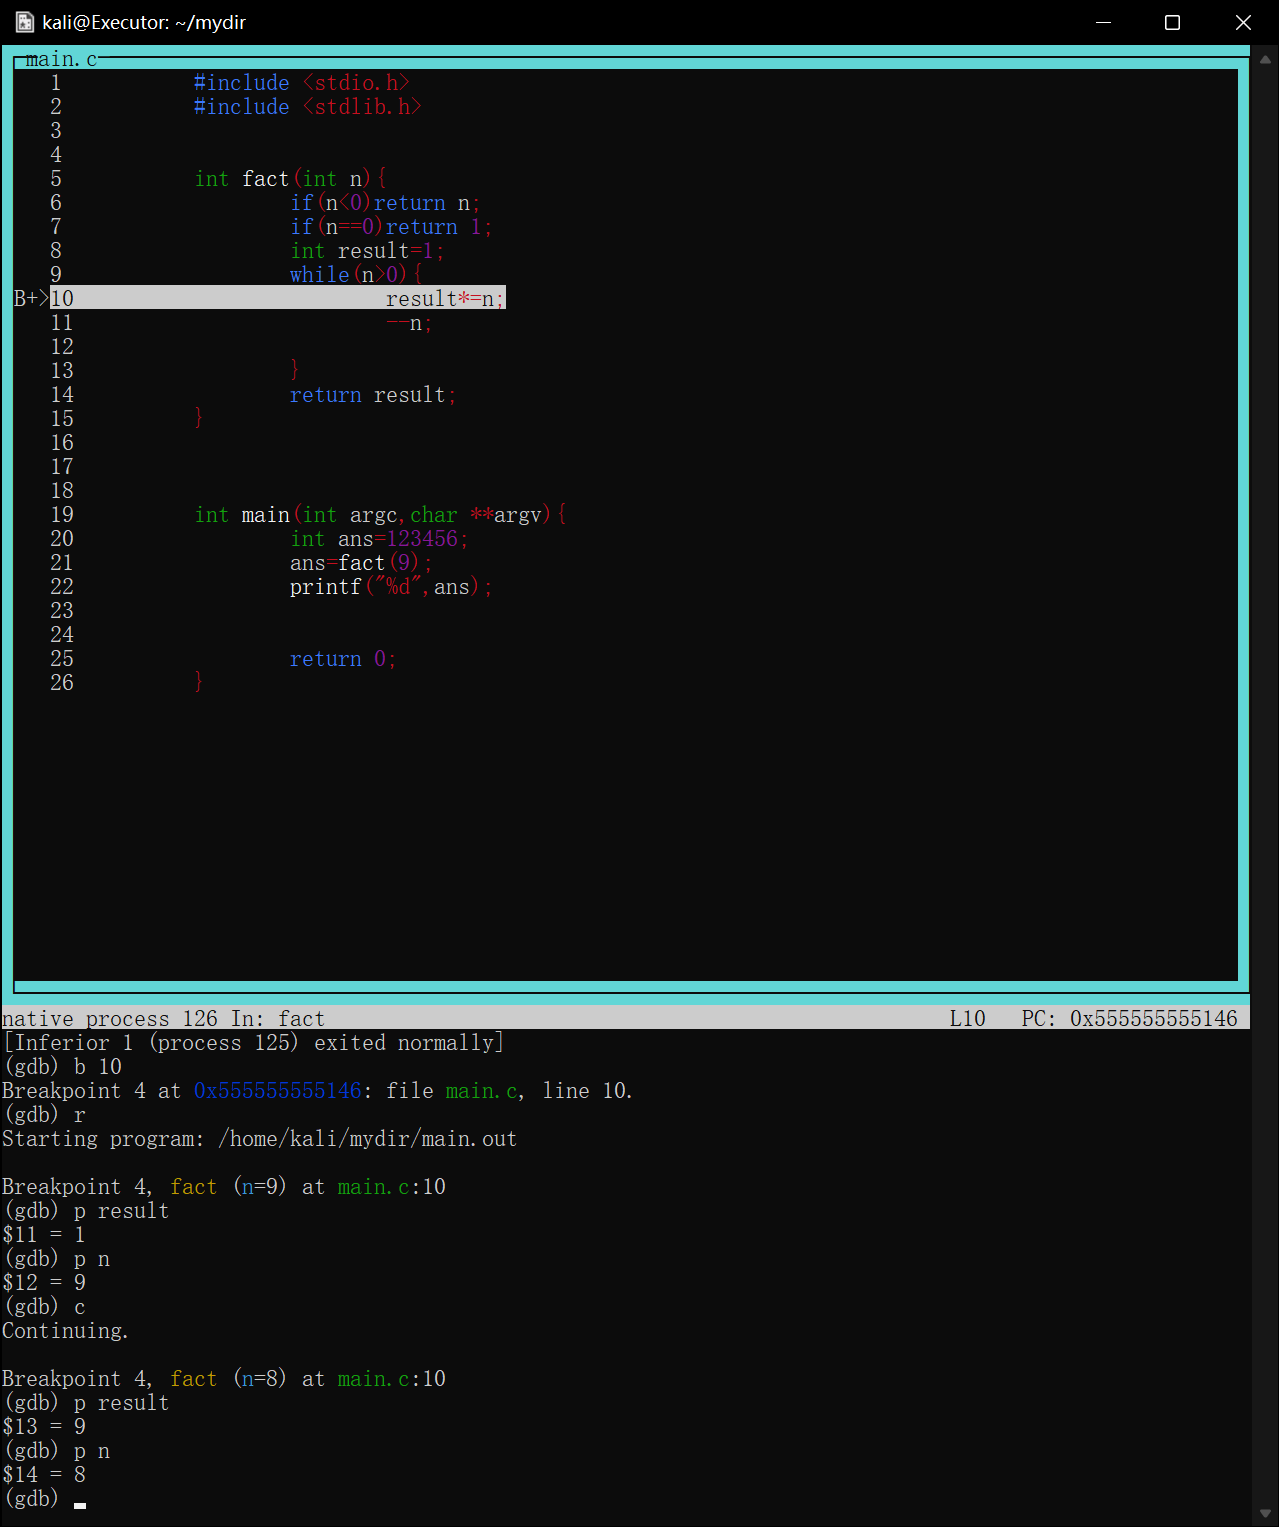 kali@Executor: ~/mydir
main.c
1 #include <stdio.h>
2 #include <stdlib.h>
3
4
5 int fact(int n){
6 if(n<0)return n;
7 if(n==0)return 1;
8 int result=1;
9 while(n>0){
B+>10 result*=n;
11 --n;
12
13 }
14 return result;
15 }
16
17
18
19 int main(int argc,char **argv){
20 int ans=123456;
21 ans=fact(9);
22 printf("%d",ans);
23
24
25 return 0;
26 }
native process 126 In: fact L10 PC: 0x555555555146
[Inferior 1 (process 125) exited normally]
(gdb) b 10
Breakpoint 4 at 0x555555555146: file main.c, line 10.
(gdb) r
Starting program: /home/kali/mydir/main.out
Breakpoint 4, fact (n=9) at main.c:10
(gdb) p result
$11 = 1
(gdb) p n
$12 = 9
(gdb) c
Continuing.
Breakpoint 4, fact (n=8) at main.c:10
(gdb) p result
$13 = 9
(gdb) p n
$14 = 8
(gdb)